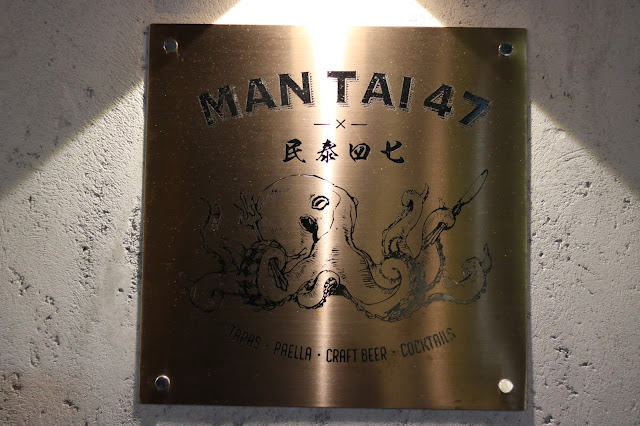 MAN TAI 47
民泰四七
TAPAS · PAELLA · CRAFT BEER · COCKTAILS